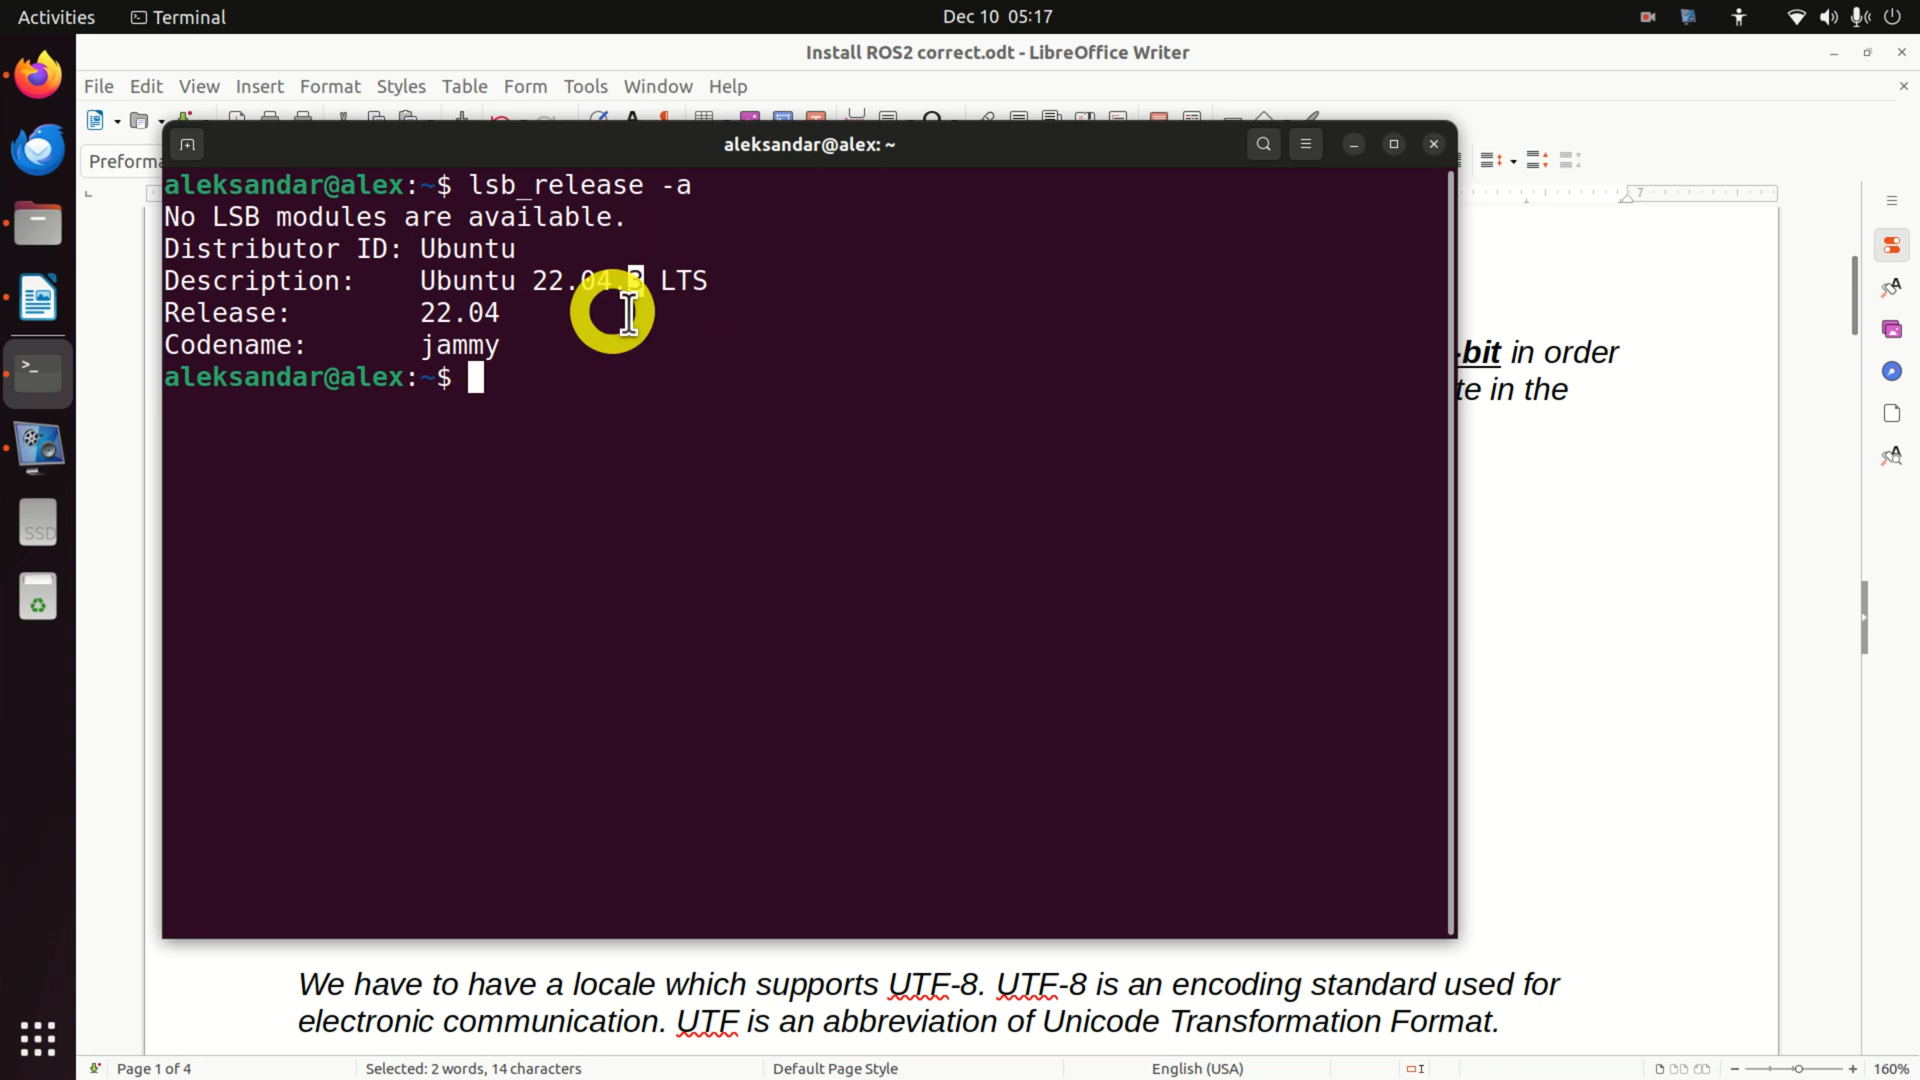 Activities
Terminal
Dec 10 05:17
Install ROS2 correct.odt - LibreOffice Writer
File Edit View Insert Format Styles Table Form Tools Window Help
aleksandar@alex: ~
aleksandar@alex:~$ lsb_release -a
No LSB modules are available.
Distributor ID: Ubuntu
Description: Ubuntu 22.04.3 LTS
Release: 22.04
Codename: jammy
aleksandar@alex:~$
7
-bit in order
in the
SSD
We have to have a locale which supports UTF-8. UTF-8 is an encoding standard used for
electronic communication. UTF is an abbreviation of Unicode Transformation Format.
Page 1 of 4
Selected: 2 words, 14 characters
Default Page Style
English (USA)
160%